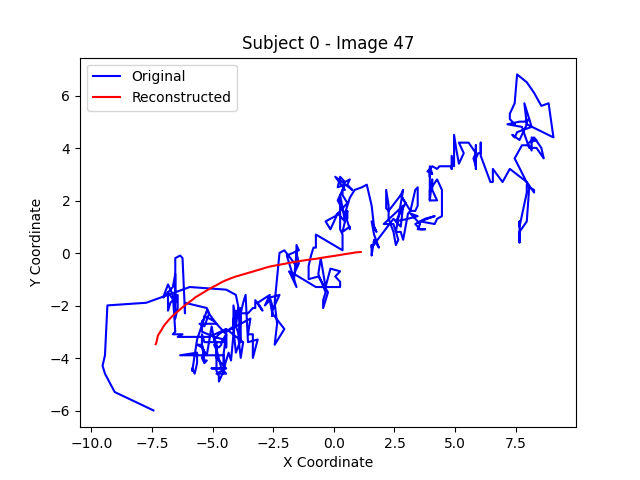 Subject 0 - Image 47
Original
Reconstructed
Y Coordinate
6
4
2
0
−2
−4
−6
−10.0 −7.5 −5.0 −2.5 0.0 2.5 5.0 7.5
X Coordinate